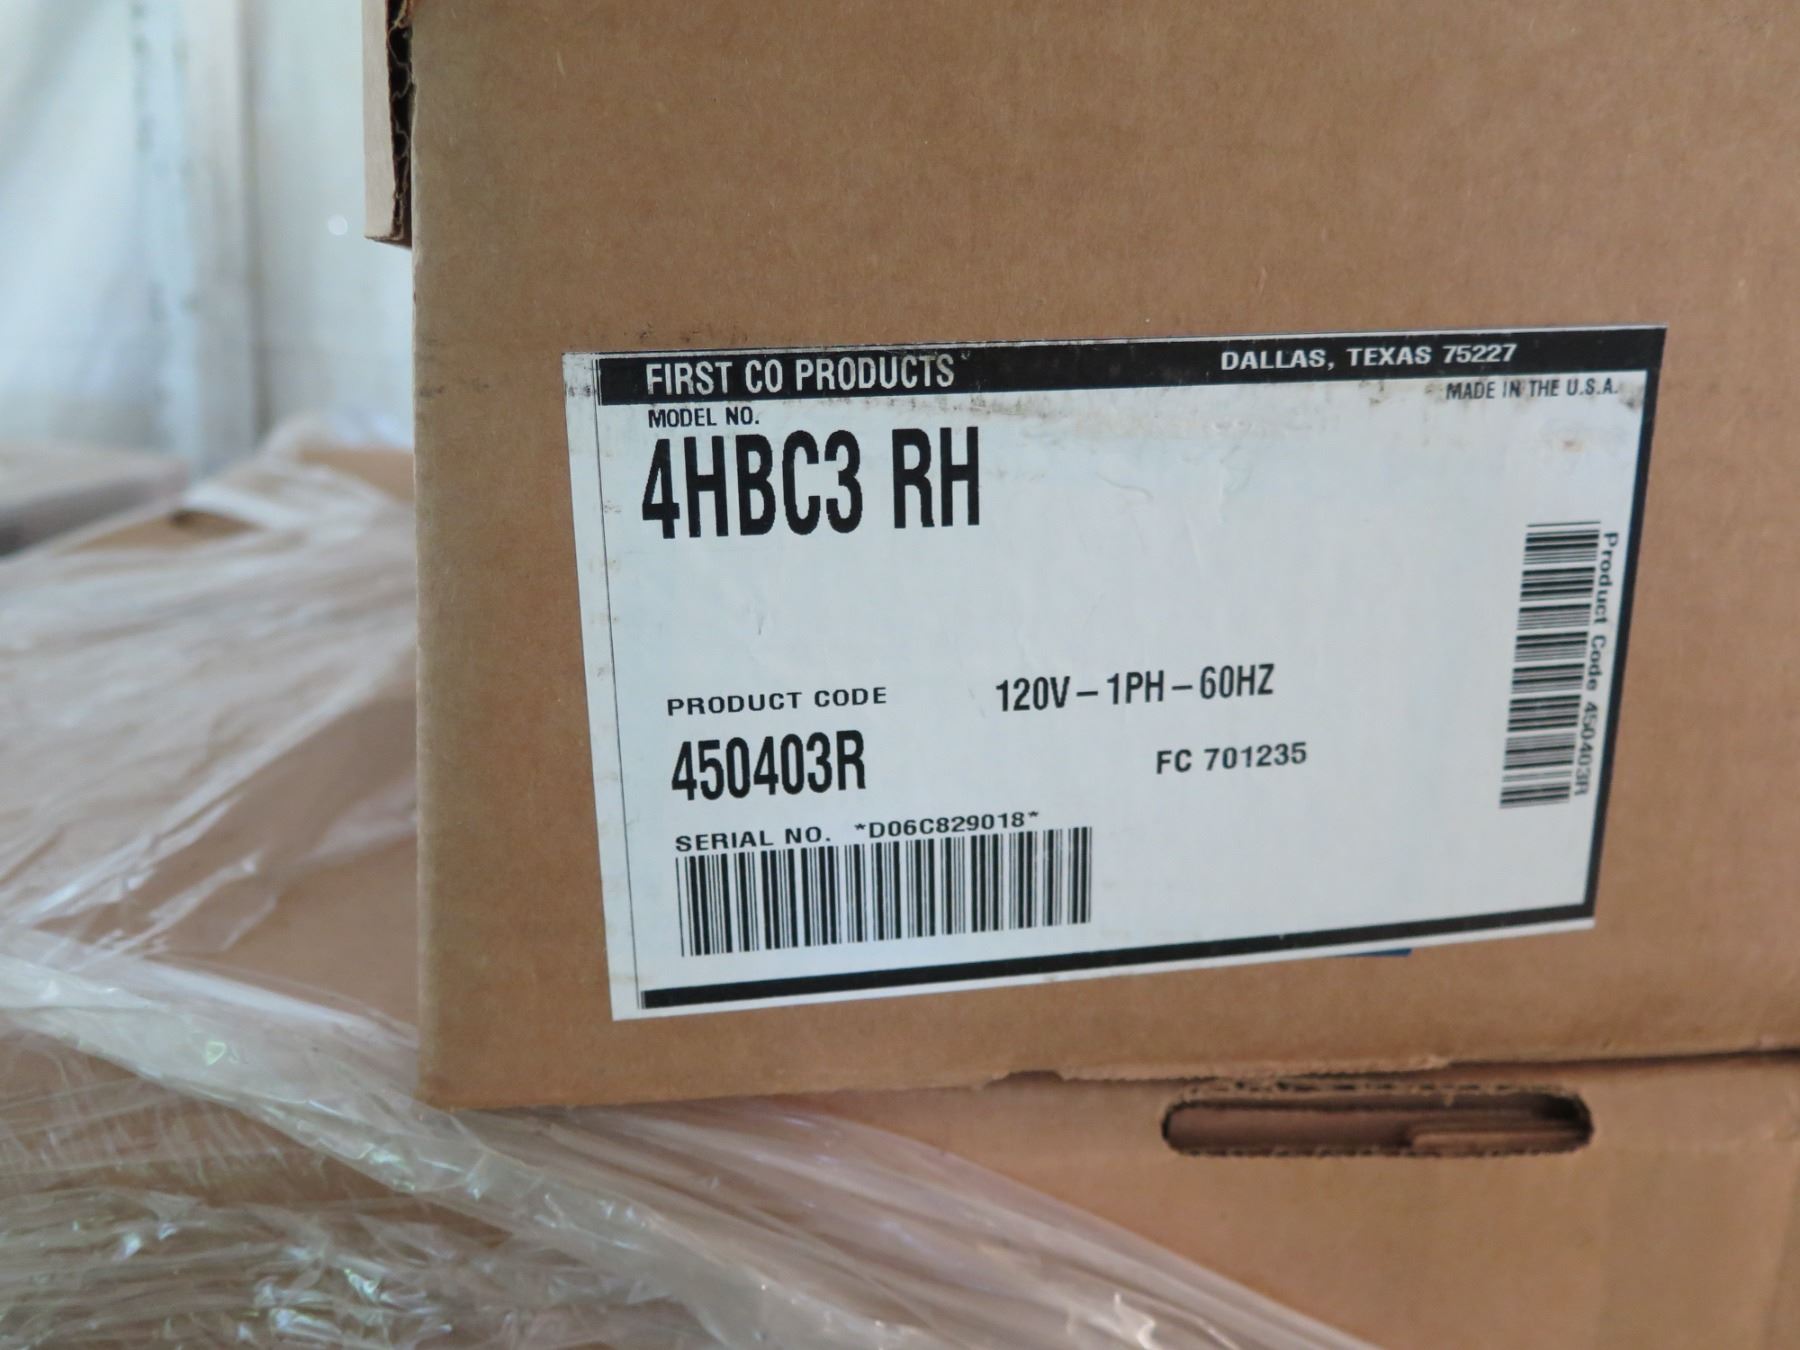 FIRST CO PRODUCTS DALLAS, TEXAS 75227
MADE IN THE U.S.A.
MODEL NO.
4HBC3 RH
PRODUCT CODE 120V-1PH-60HZ
450403R FC 701235
SERIAL NO. *D06C829018*
Product Code 450403R